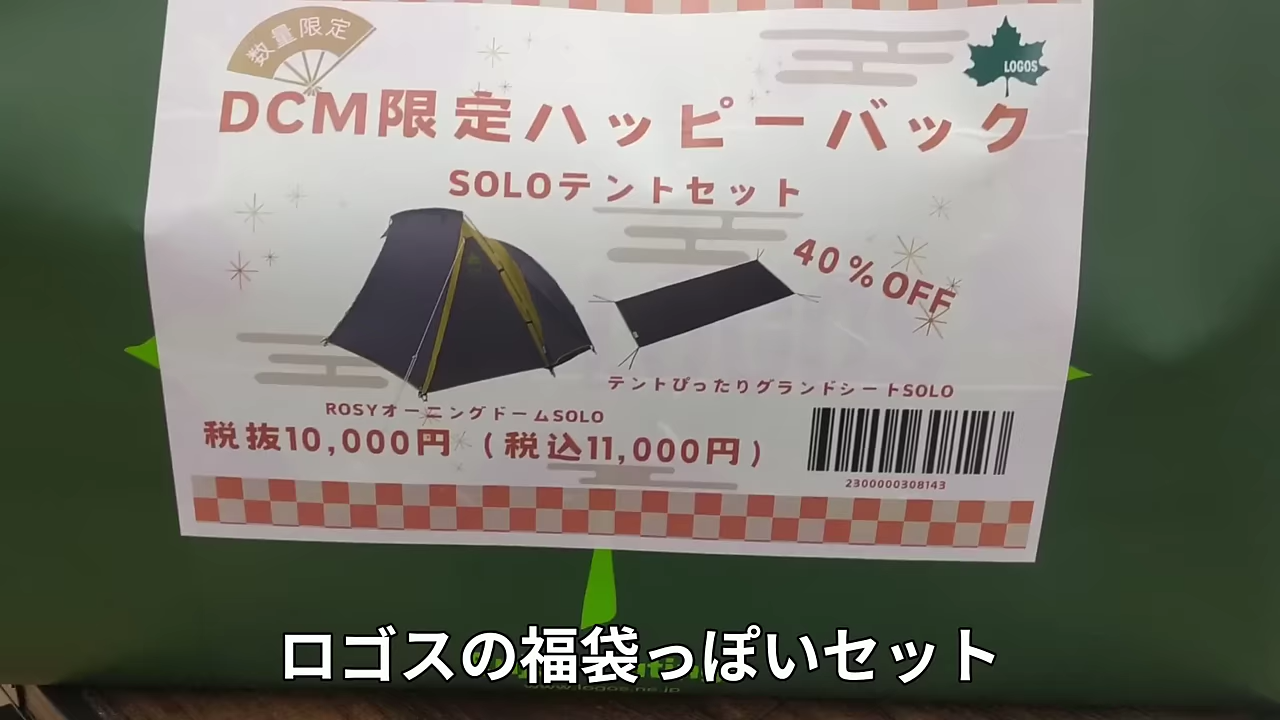 数量限定
LOGOS
DCM限定ハッピーバック
SOLOテントセット
40%OFF
テントぴったりグランドシートSOLO
ROSYオーニングドームSOLO
税抜10,000円 (税込11,000円)
2300000308143
ロゴスの福袋っぽいセット
www.logos.ne.jp